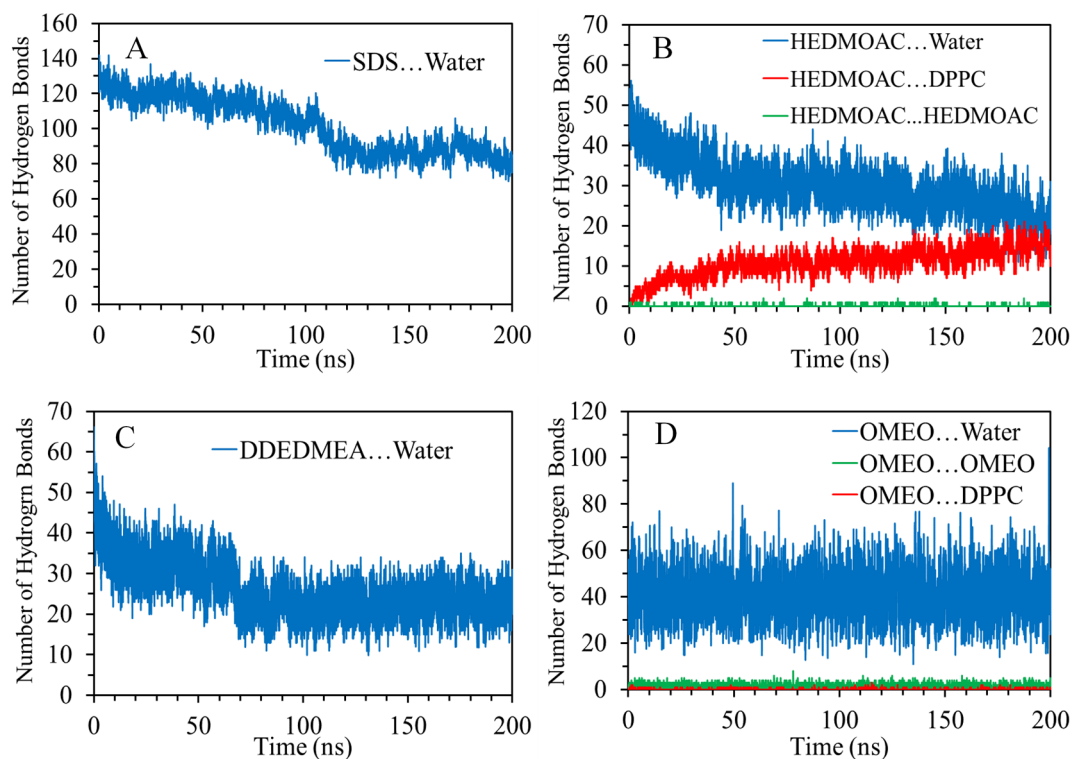 A
SDS…Water
Number of Hydrogen Bonds
160
140
120
100
80
60
40
20
0
0 50 100 150 200
Time (ns)
B
HEDMOAC…Water
HEDMOAC…DPPC
HEDMOAC...HEDMOAC
Number of Hydrogen Bonds
70
60
50
40
30
20
10
0
0 50 100 150 200
Time (ns)
C
DDEDMEA…Water
Number of Hydrogrn Bonds
70
60
50
40
30
20
10
0
0 50 100 150 200
Time (ns)
D
OMEO…Water
OMEO…OMEO
OMEO…DPPC
Number of Hydrogen Bonds
120
100
80
60
40
20
0
0 50 100 150 200
Time (ns)